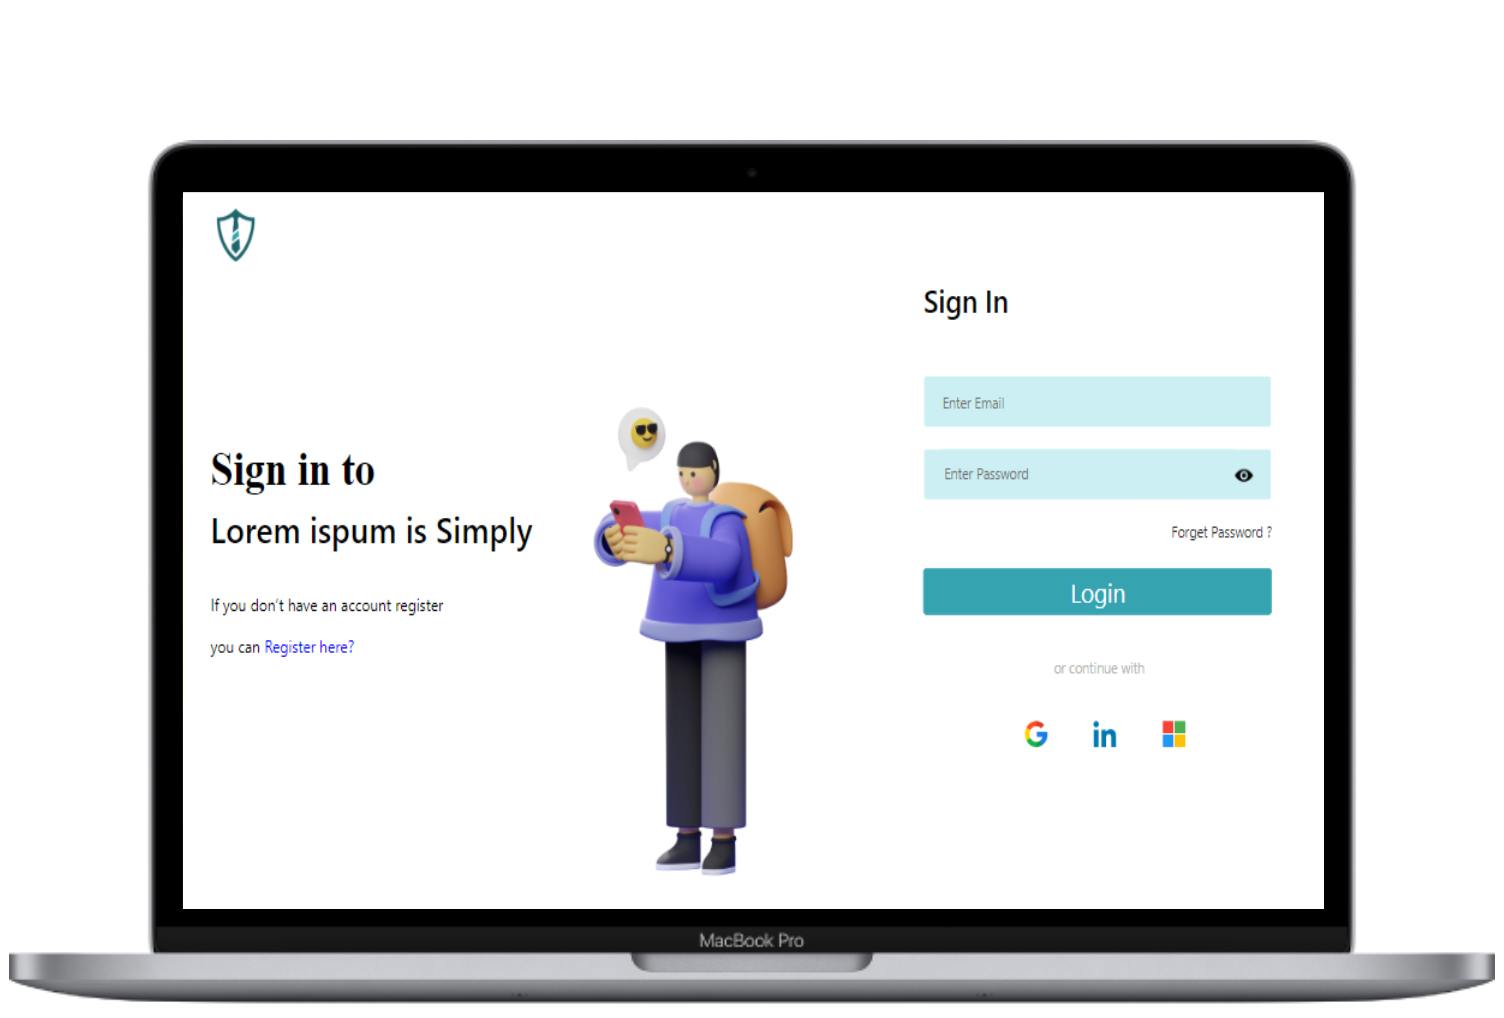 Sign In
Enter Email
Sign in to
Enter Password
Lorem ispum is Simply
Forget Password ?
Login
If you don't have an account register
you can Register here?
or continue with
G
in
MacBook Pro